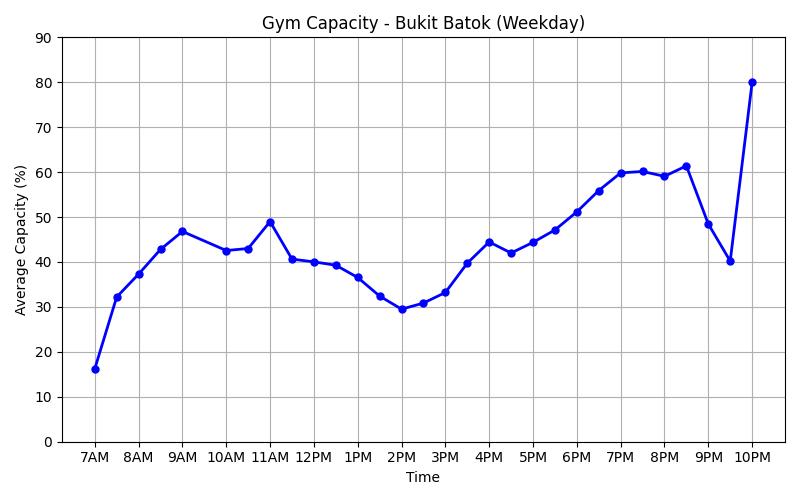 Gym Capacity - Bukit Batok (Weekday)
Average Capacity (%)
90
80
70
60
50
40
30
20
10
0
7AM 8AM 9AM 10AM 11AM 12PM 1PM 2PM 3PM 4PM 5PM 6PM 7PM 8PM 9PM 10PM
Time